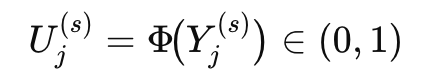 U_j^{(s)} = Φ(Y_j^{(s)}) ∈ (0, 1)